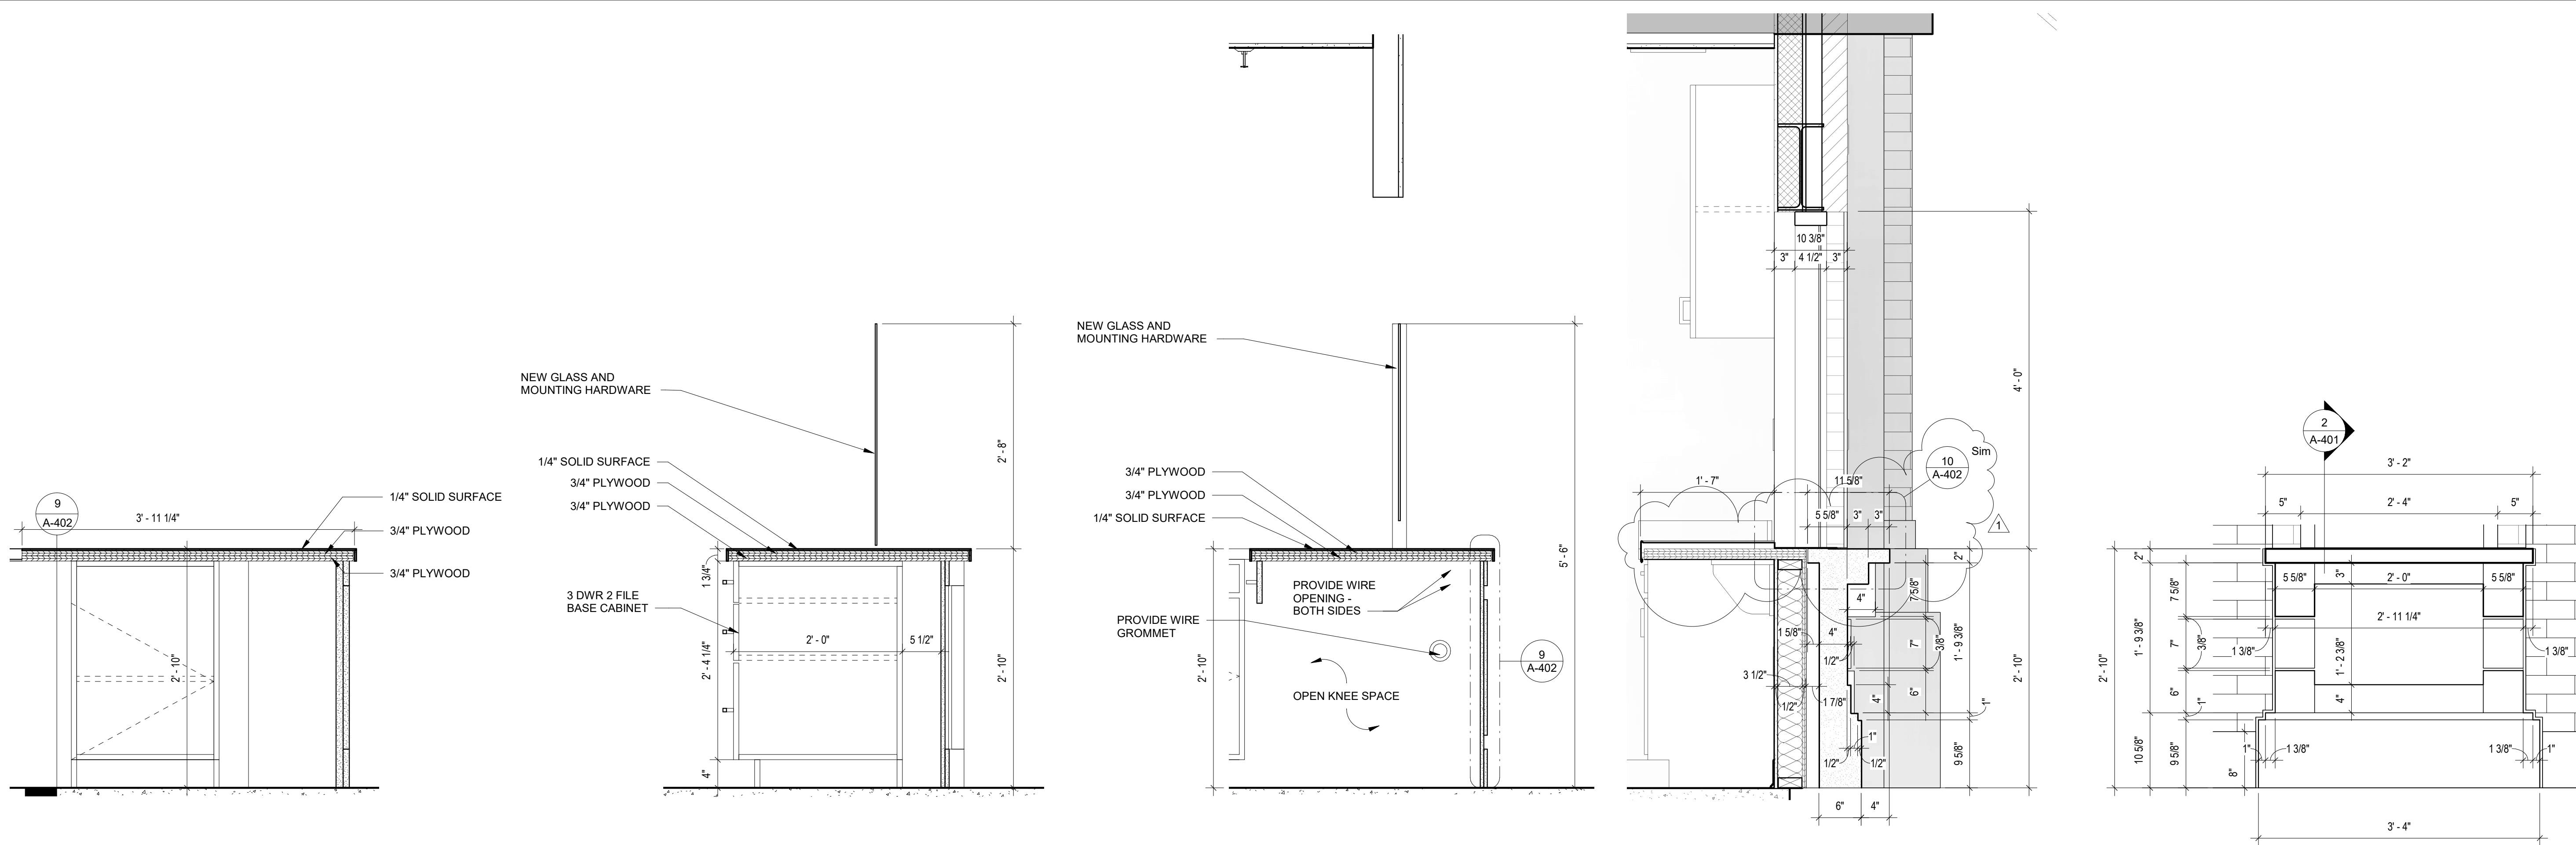 9
A-402
3' - 11 1/4"
1/4" SOLID SURFACE
3/4" PLYWOOD
3/4" PLYWOOD
2' - 10"
NEW GLASS AND
MOUNTING HARDWARE
1/4" SOLID SURFACE
3/4" PLYWOOD
3/4" PLYWOOD
3 DWR 2 FILE
BASE CABINET
1 3/4"
2' - 4 1/4"
4"
2' - 0"
5 1/2"
2' - 8"
2' - 10"
NEW GLASS AND
MOUNTING HARDWARE
3/4" PLYWOOD
3/4" PLYWOOD
1/4" SOLID SURFACE
PROVIDE WIRE
OPENING -
BOTH SIDES
PROVIDE WIRE
GROMMET
OPEN KNEE SPACE
2' - 10"
5' - 6"
9
A-402
10 3/8"
3"
4 1/2"
3"
4' - 0"
10
A-402
Sim
1
1' - 7"
11 5/8"
5 5/8"
3"
3"
2"
4"
7 5/8"
1 5/8"
4"
1/2"
7"
3/8"
1' - 9 3/8"
3 1/2"
1/2"
1 7/8"
4"
6"
1"
2' - 10"
1"
1/2"
1/2"
9 5/8"
6"
4"
2
A-401
3' - 2"
5"
2' - 4"
5"
2"
5 5/8"
3"
2' - 0"
5 5/8"
7 5/8"
2' - 11 1/4"
1' - 9 3/8"
7"
3/8"
1 3/8"
1' - 2 3/8"
1 3/8"
2' - 10"
6"
1"
4"
10 5/8"
9 5/8"
8"
1"
1 3/8"
1 3/8"
1"
3' - 4"